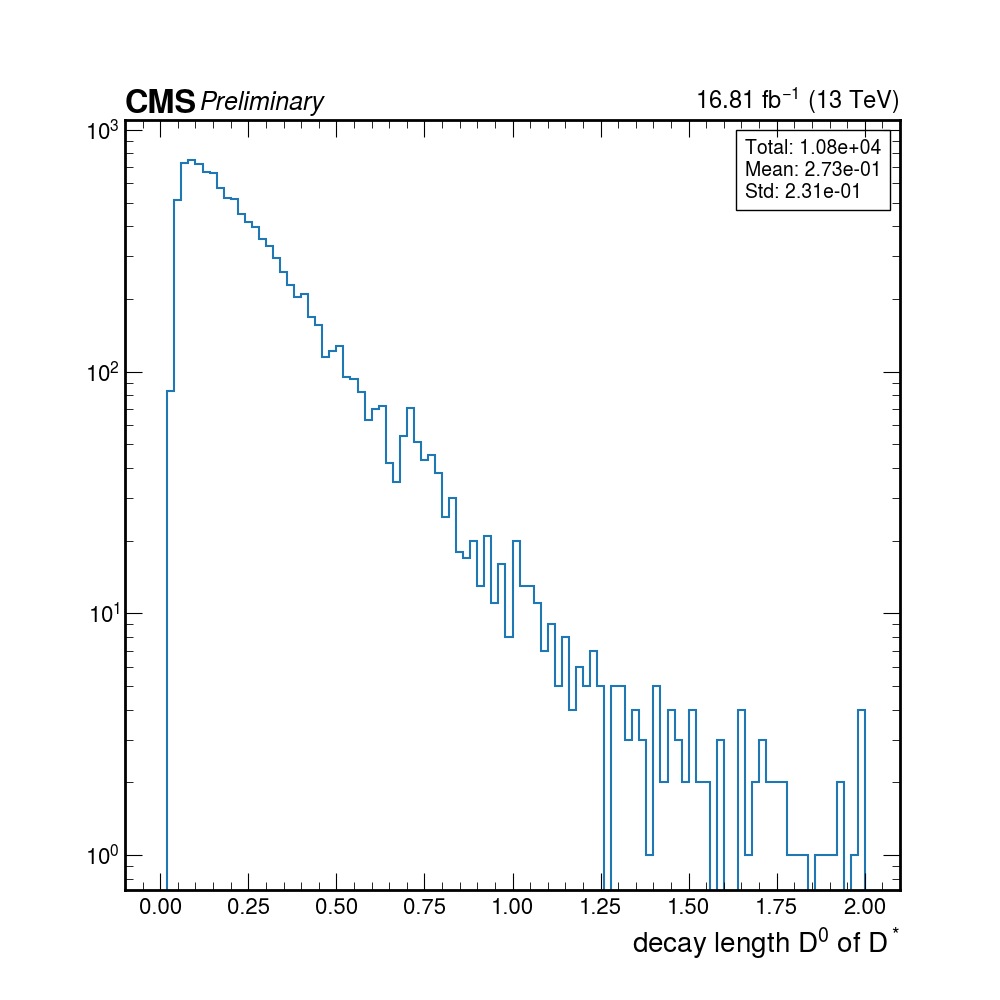 CMS Preliminary 16.81 fb⁻¹ (13 TeV)
Total: 1.08e+04
Mean: 2.73e-01
Std: 2.31e-01
10³
10²
10¹
10⁰
0.00 0.25 0.50 0.75 1.00 1.25 1.50 1.75 2.00
decay length D⁰ of D*